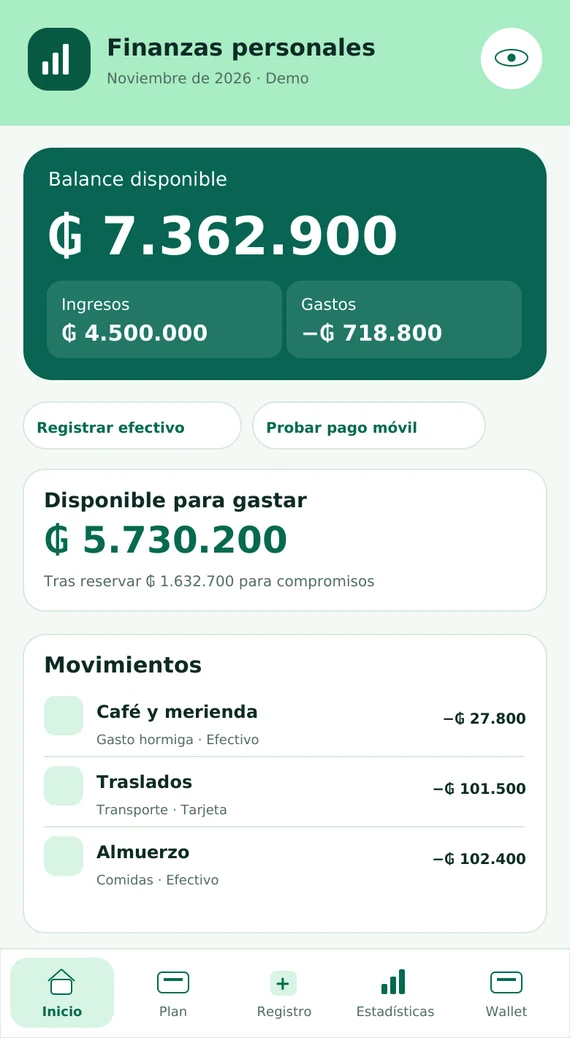 Finanzas personales
Noviembre de 2026 · Demo
Balance disponible
₲ 7.362.900
Ingresos
₲ 4.500.000
Gastos
−₲ 718.800
Registrar efectivo
Probar pago móvil
Disponible para gastar
₲ 5.730.200
Tras reservar ₲ 1.632.700 para compromisos
Movimientos
Café y merienda
−₲ 27.800
Gasto hormiga · Efectivo
Traslados
−₲ 101.500
Transporte · Tarjeta
Almuerzo
−₲ 102.400
Comidas · Efectivo
Inicio
Plan
Registro
Estadísticas
Wallet